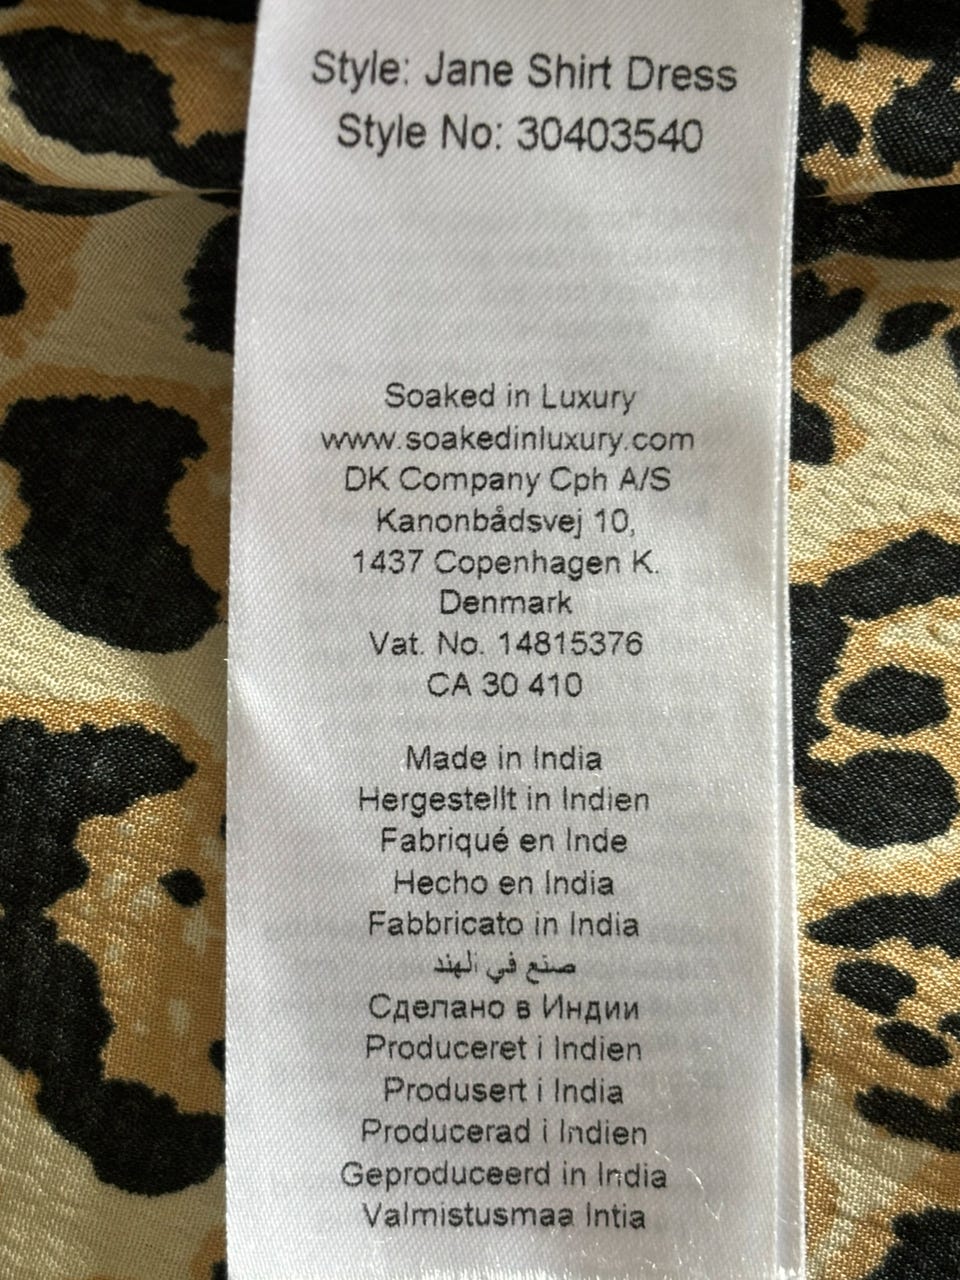 Style: Jane Shirt Dress
Style No: 30403540
Soaked in Luxury
www.soakedinluxury.com
DK Company Cph A/S
Kanonbådsvej 10,
1437 Copenhagen K.
Denmark
Vat. No. 14815376
CA 30 410
Made in India
Hergestellt in Indien
Fabriqué en Inde
Hecho en India
Fabbricato in India
صنع في الهند
Сделано в Индии
Produceret i Indien
Produsert i India
Producerad i Indien
Geproduceerd in India
Valmistusmaa Intia